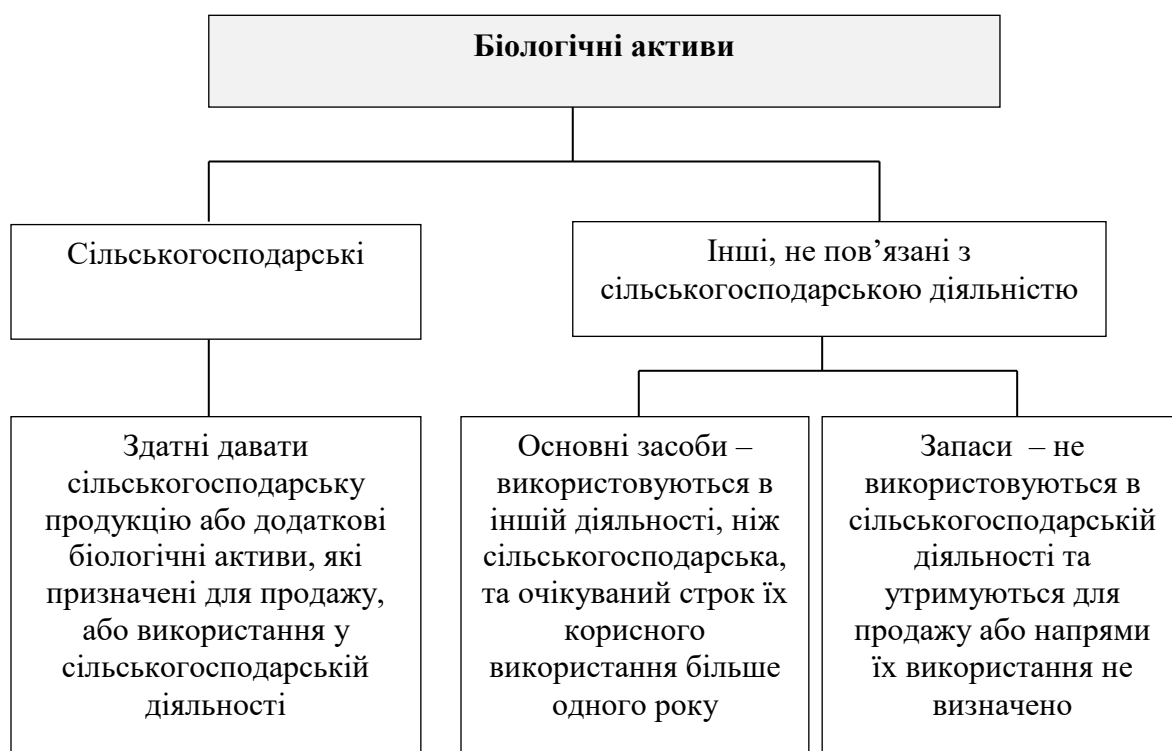 Біологічні активи
Сільськогосподарські
Інші, не пов’язані з
сільськогосподарською діяльністю
Здатні давати
сільськогосподарську
продукцію або додаткові
біологічні активи, які
призначені для продажу,
або використання у
сільськогосподарській
діяльності
Основні засоби –
використовуються в
іншій діяльності, ніж
сільськогосподарська,
та очікуваний строк їх
корисного
використання більше
одного року
Запаси – не
використовуються в
сільськогосподарській
діяльності та
утримуються для
продажу або напрями
їх використання не
визначено